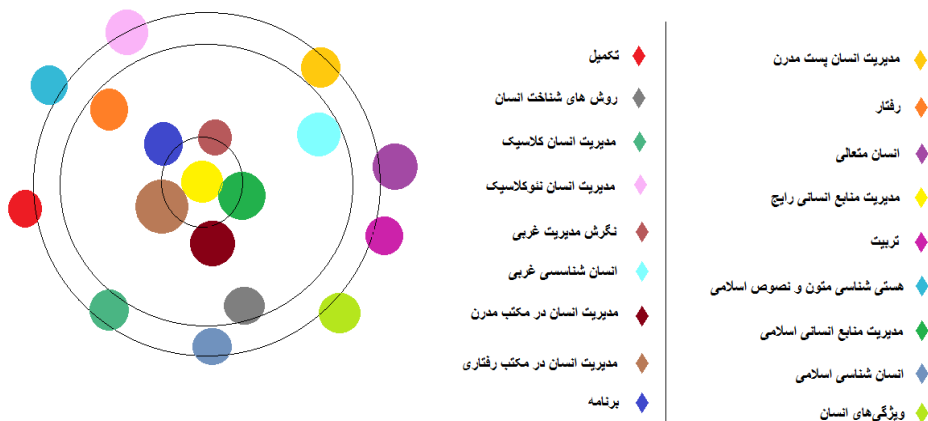 مدیریت انسان پست مدرن
رفتار
انسان متعالی
مدیریت منابع انسانی رایج
تربیت
هستی شناسی متون و نصوص اسلامی
مدیریت منابع انسانی اسلامی
انسان شناسی اسلامی
ویژگی‌های انسان
تکمیل
روش های شناخت انسان
مدیریت انسان کلاسیک
مدیریت انسان نئوکلاسیک
نگرش مدیریت غربی
انسان شناسسی غربی
مدیریت انسان در مکتب مدرن
مدیریت انسان در مکتب رفتاری
برنامه